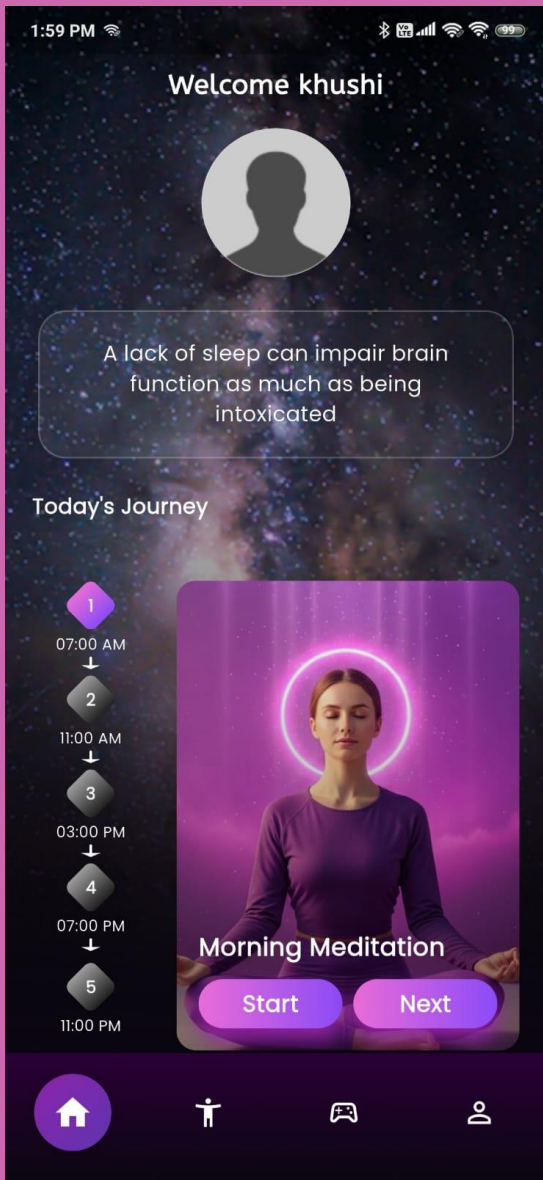 1:59 PM
Vo
LTE
99
Welcome khushi
A lack of sleep can impair brain
function as much as being
intoxicated
Today's Journey
1
07:00 AM
2
11:00 AM
3
03:00 PM
4
07:00 PM
5
11:00 PM
Morning Meditation
Start
Next